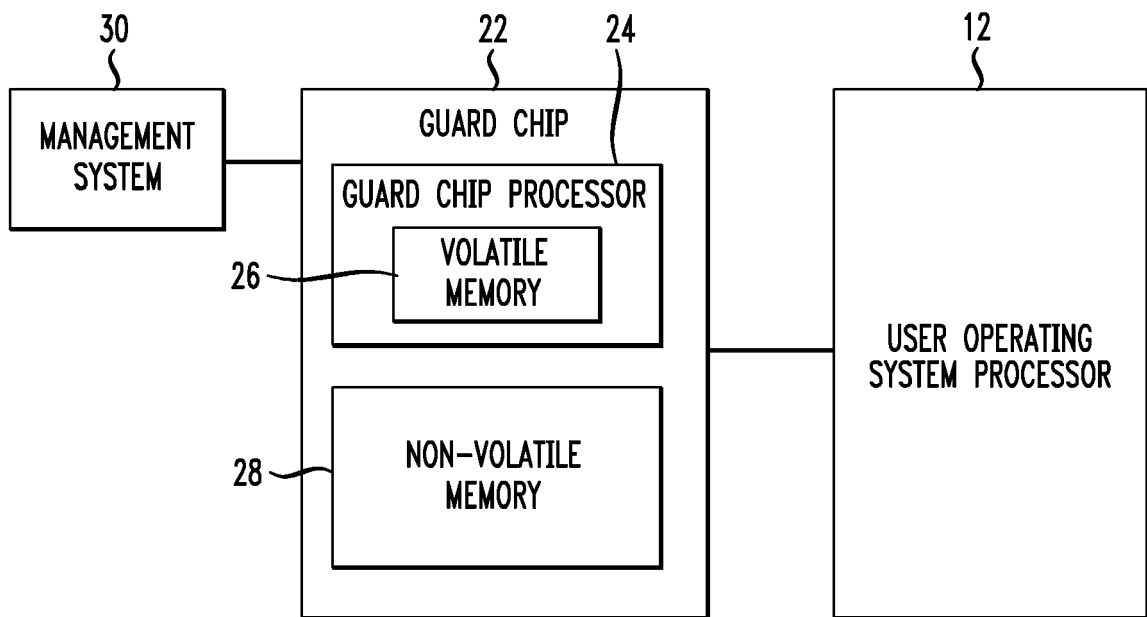 30
22
24
12
MANAGEMENT
SYSTEM
GUARD CHIP
GUARD CHIP PROCESSOR
26
VOLATILE
MEMORY
USER OPERATING
SYSTEM PROCESSOR
28
NON-VOLATILE
MEMORY